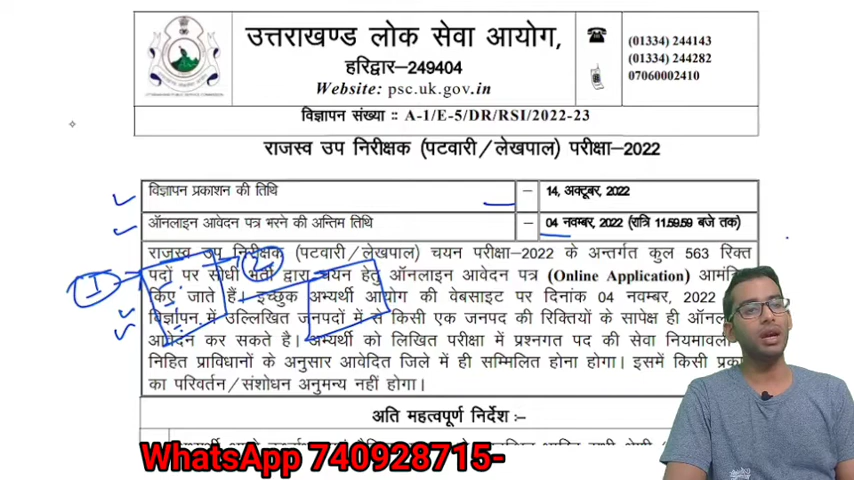 उत्तराखण्ड लोक सेवा आयोग,
हरिद्वार–249404
Website: psc.uk.gov.in
(01334) 244143
(01334) 244282
07060002410
विज्ञापन संख्या :: A-1/E-5/DR/RSI/2022-23
राजस्व उप निरीक्षक (पटवारी/लेखपाल) परीक्षा–2022
विज्ञापन प्रकाशन की तिथि – 14, अक्टूबर, 2022
ऑनलाइन आवेदन पत्र भरने की अन्तिम तिथि – 04 नवम्बर, 2022 (रात्रि 11.59.59 बजे तक)
राजस्व उप निरीक्षक (पटवारी/लेखपाल) चयन परीक्षा–2022 के अन्तर्गत कुल 563 रिक्त
पदों पर सीधी भर्ती द्वारा चयन हेतु ऑनलाइन आवेदन पत्र (Online Application)
किए जाते हैं। इच्छुक अभ्यर्थी आयोग की वेबसाइट पर दिनांक 04 नवम्बर, 2022
विज्ञापन में उल्लिखित जनपदों में से किसी एक जनपद की रिक्तियों के सापेक्ष ही
आवेदन कर सकते है। अभ्यर्थी को लिखित परीक्षा में प्रश्नगत पद की सेवा
निहित प्राविधानों के अनुसार आवेदित जिले में ही सम्मिलित होना होगा। इसमें किसी
का परिवर्तन/संशोधन अनुमन्य नहीं होगा।
अति महत्वपूर्ण निर्देश:–
WhatsApp 740928715-